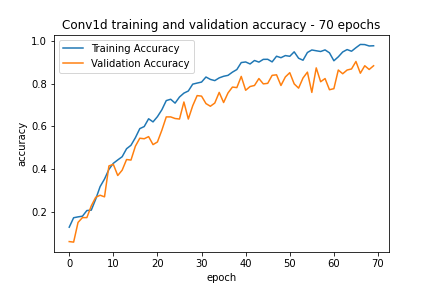 Conv1d training and validation accuracy - 70 epochs
Training Accuracy
Validation Accuracy
accuracy
1.0
0.8
0.6
0.4
0.2
0 10 20 30 40 50 60 70
epoch